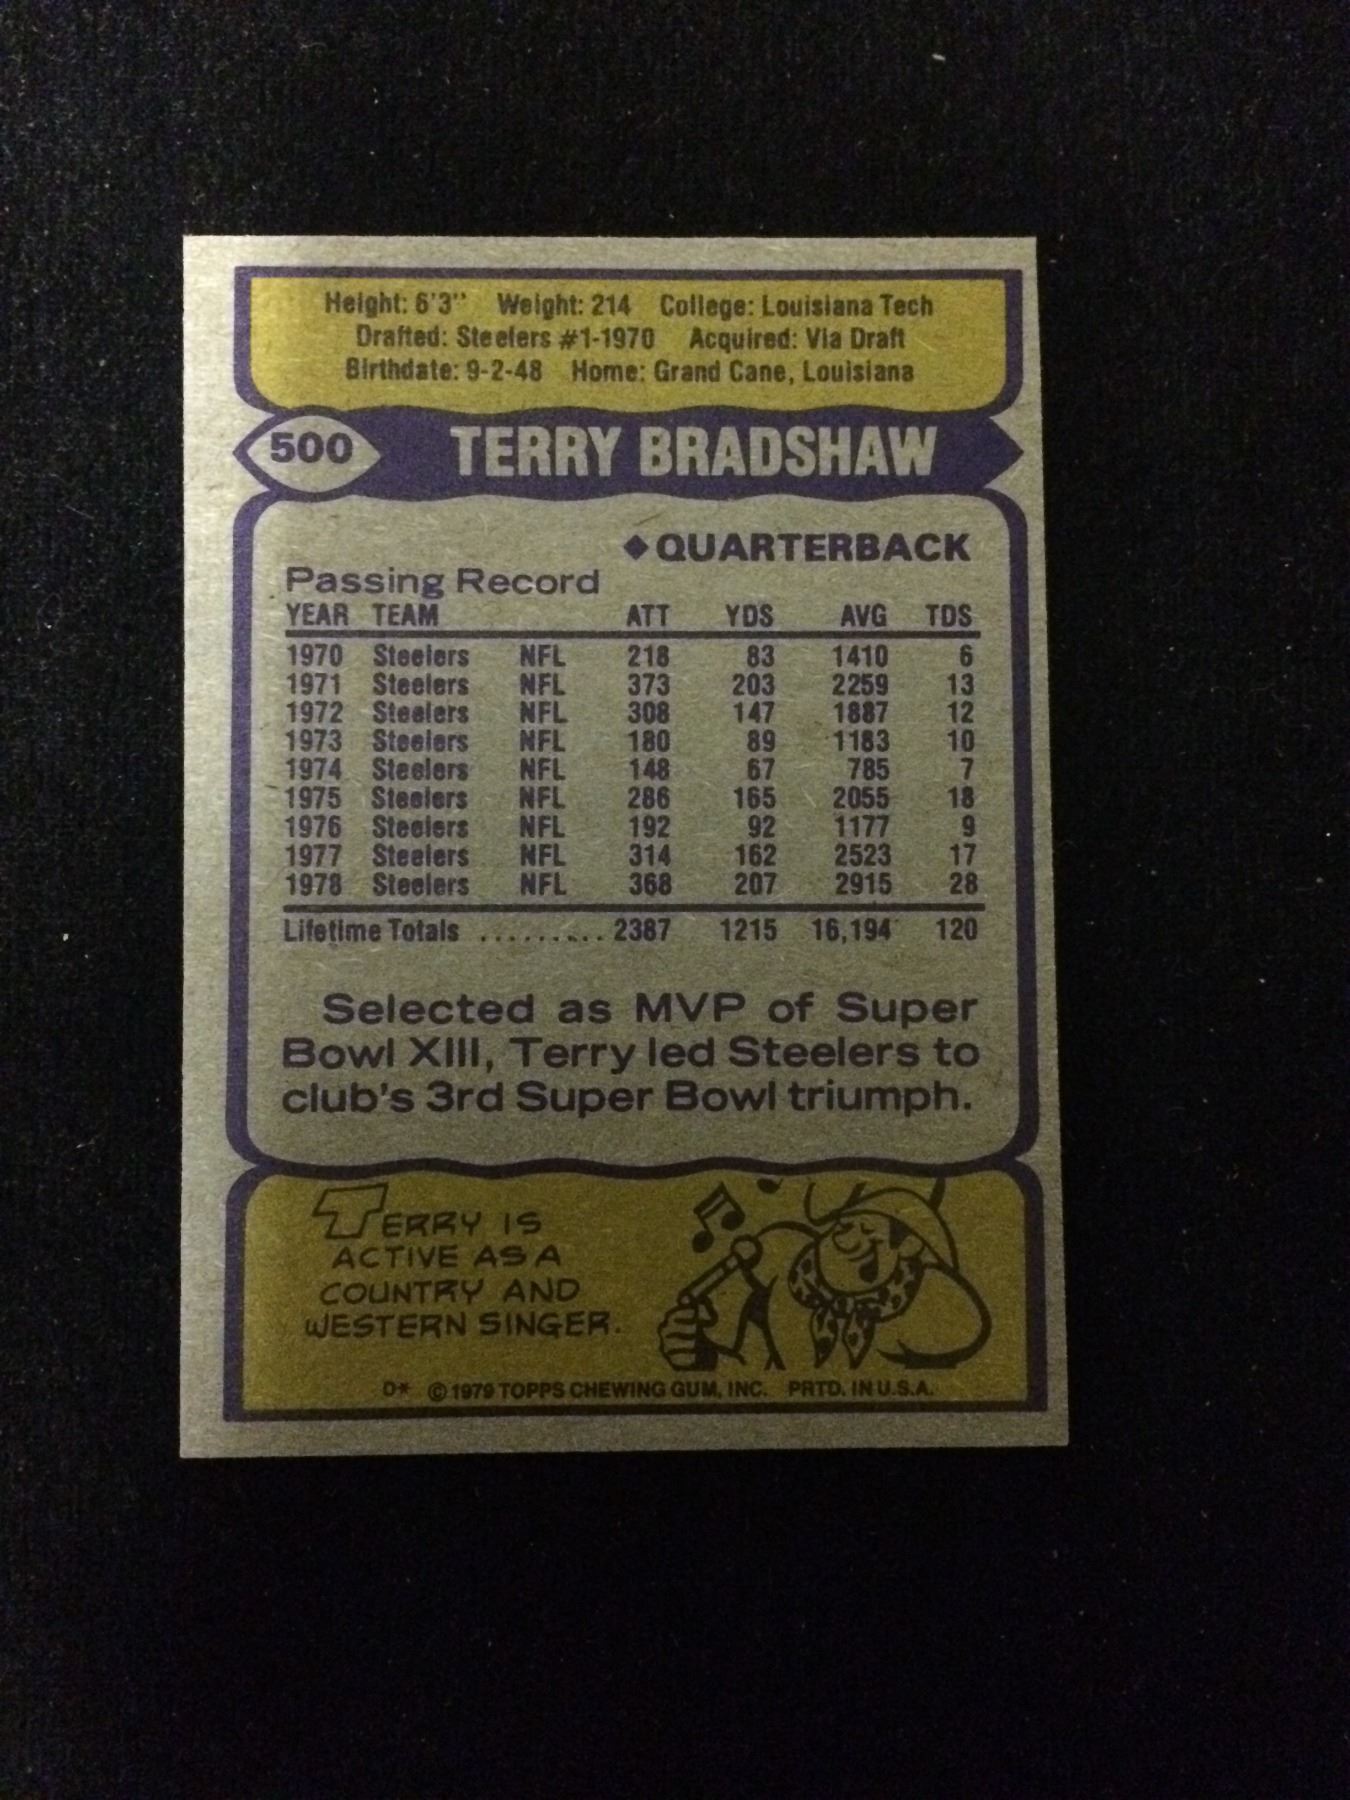 Height: 6'3" Weight: 214 College: Louisiana Tech
Drafted: Steelers #1-1970 Acquired: Via Draft
Birthdate: 9-2-48 Home: Grand Cane, Louisiana
500 TERRY BRADSHAW
◆QUARTERBACK
Passing Record
YEAR TEAM ATT YDS AVG TDS
1970 Steelers NFL 218 83 1410 6
1971 Steelers NFL 373 203 2259 13
1972 Steelers NFL 308 147 1887 12
1973 Steelers NFL 180 89 1183 10
1974 Steelers NFL 148 67 785 7
1975 Steelers NFL 286 165 2055 18
1976 Steelers NFL 192 92 1177 9
1977 Steelers NFL 314 162 2523 17
1978 Steelers NFL 368 207 2915 28
Lifetime Totals .......... 2387 1215 16,194 120
Selected as MVP of Super
Bowl XIII, Terry led Steelers to
club's 3rd Super Bowl triumph.
TERRY IS
ACTIVE AS A
COUNTRY AND
WESTERN SINGER.
D* © 1979 TOPPS CHEWING GUM, INC. PRTD. IN U.S.A.